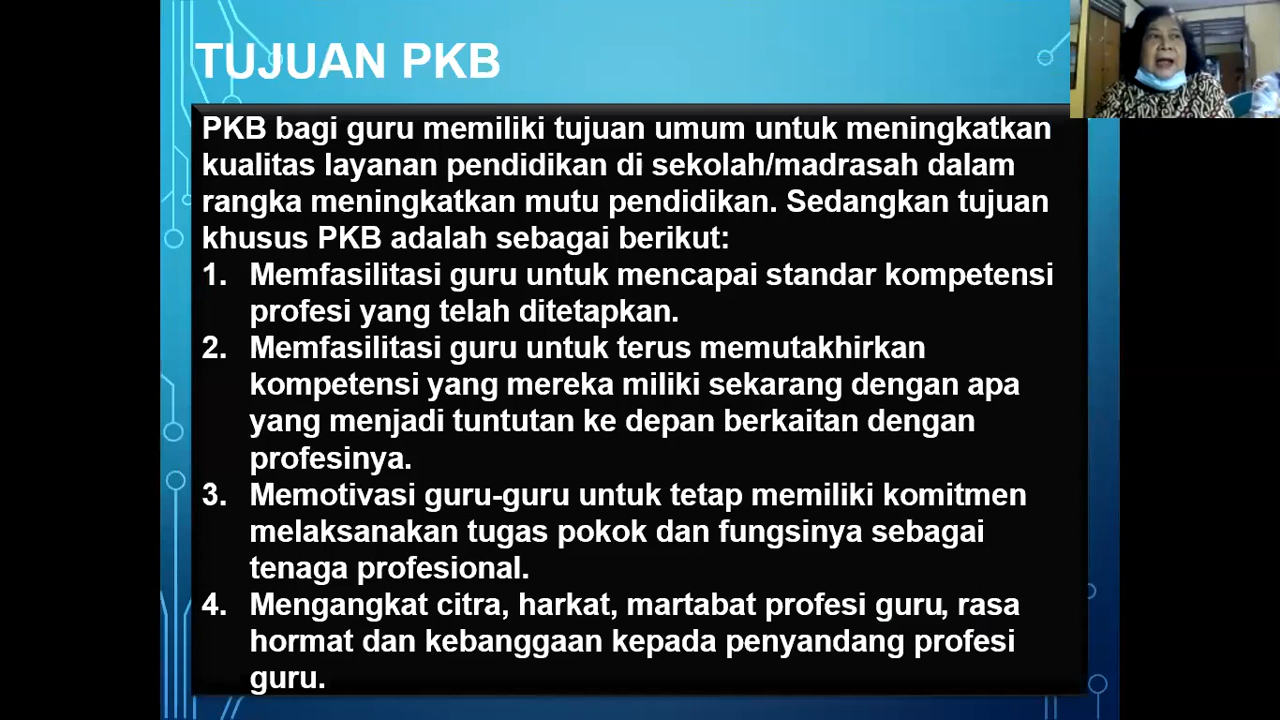 TUJUAN PKB
PKB bagi guru memiliki tujuan umum untuk meningkatkan
kualitas layanan pendidikan di sekolah/madrasah dalam
rangka meningkatkan mutu pendidikan. Sedangkan tujuan
khusus PKB adalah sebagai berikut:
1. Memfasilitasi guru untuk mencapai standar kompetensi
profesi yang telah ditetapkan.
2. Memfasilitasi guru untuk terus memutakhirkan
kompetensi yang mereka miliki sekarang dengan apa
yang menjadi tuntutan ke depan berkaitan dengan
profesinya.
3. Memotivasi guru-guru untuk tetap memiliki komitmen
melaksanakan tugas pokok dan fungsinya sebagai
tenaga profesional.
4. Mengangkat citra, harkat, martabat profesi guru, rasa
hormat dan kebanggaan kepada penyandang profesi
guru.